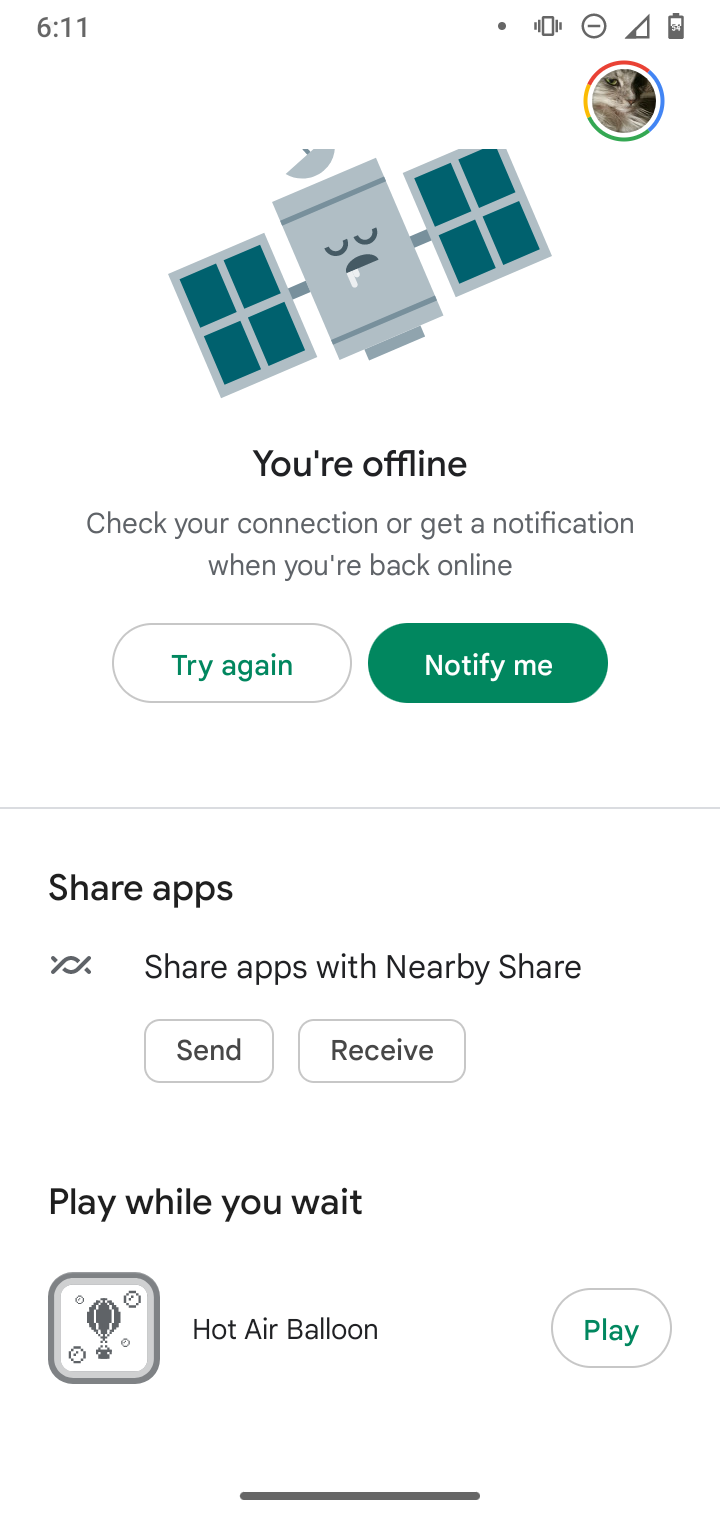 6:11
You're offline
Check your connection or get a notification
when you're back online
Try again
Notify me
Share apps
Share apps with Nearby Share
Send
Receive
Play while you wait
Hot Air Balloon
Play